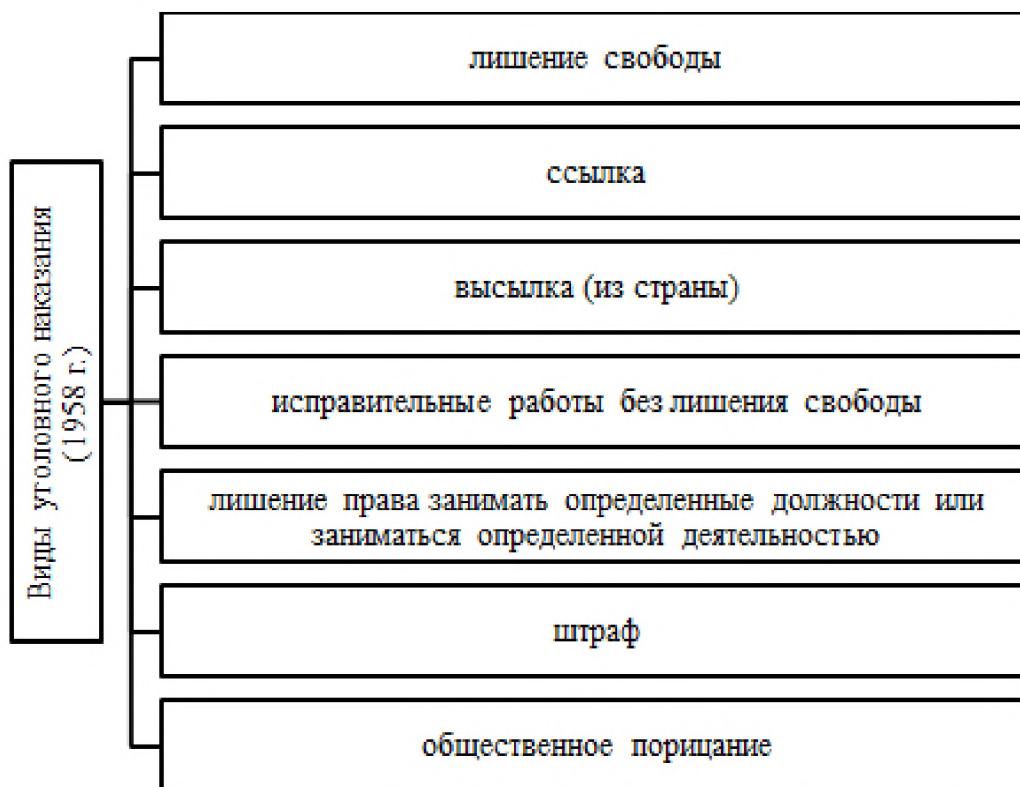 Виды уголовного наказания
(1958 г.)
лишение свободы
ссылка
высылка (из страны)
исправительные работы без лишения свободы
лишение права занимать определенные должности или
заниматься определенной деятельностью
штраф
общественное порицание